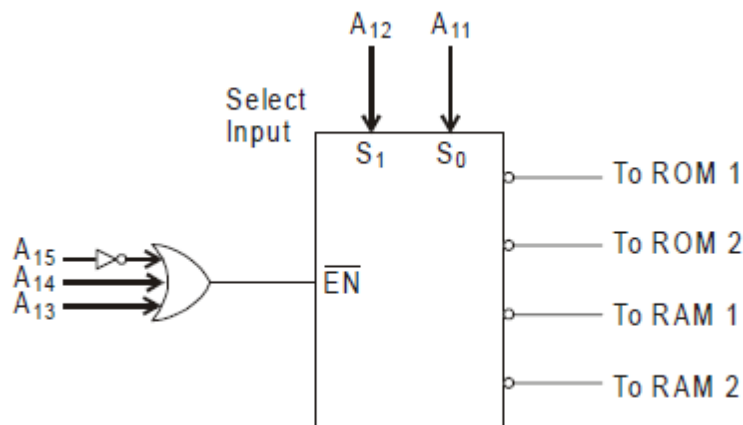 A₁₂ A₁₁
Select
Input
S₁ S₀
To ROM 1
To ROM 2
A₁₅
A₁₄
A₁₃
E̅N̅
To RAM 1
To RAM 2